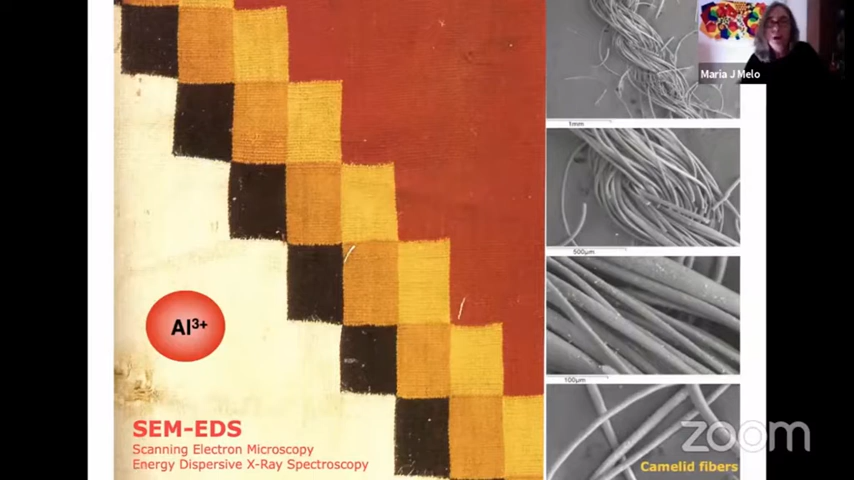 Maria J Melo
1mm
500µm
Al3+
100µm
SEM-EDS
Scanning Electron Microscopy
Energy Dispersive X-Ray Spectroscopy
zoom
Camelid fibers